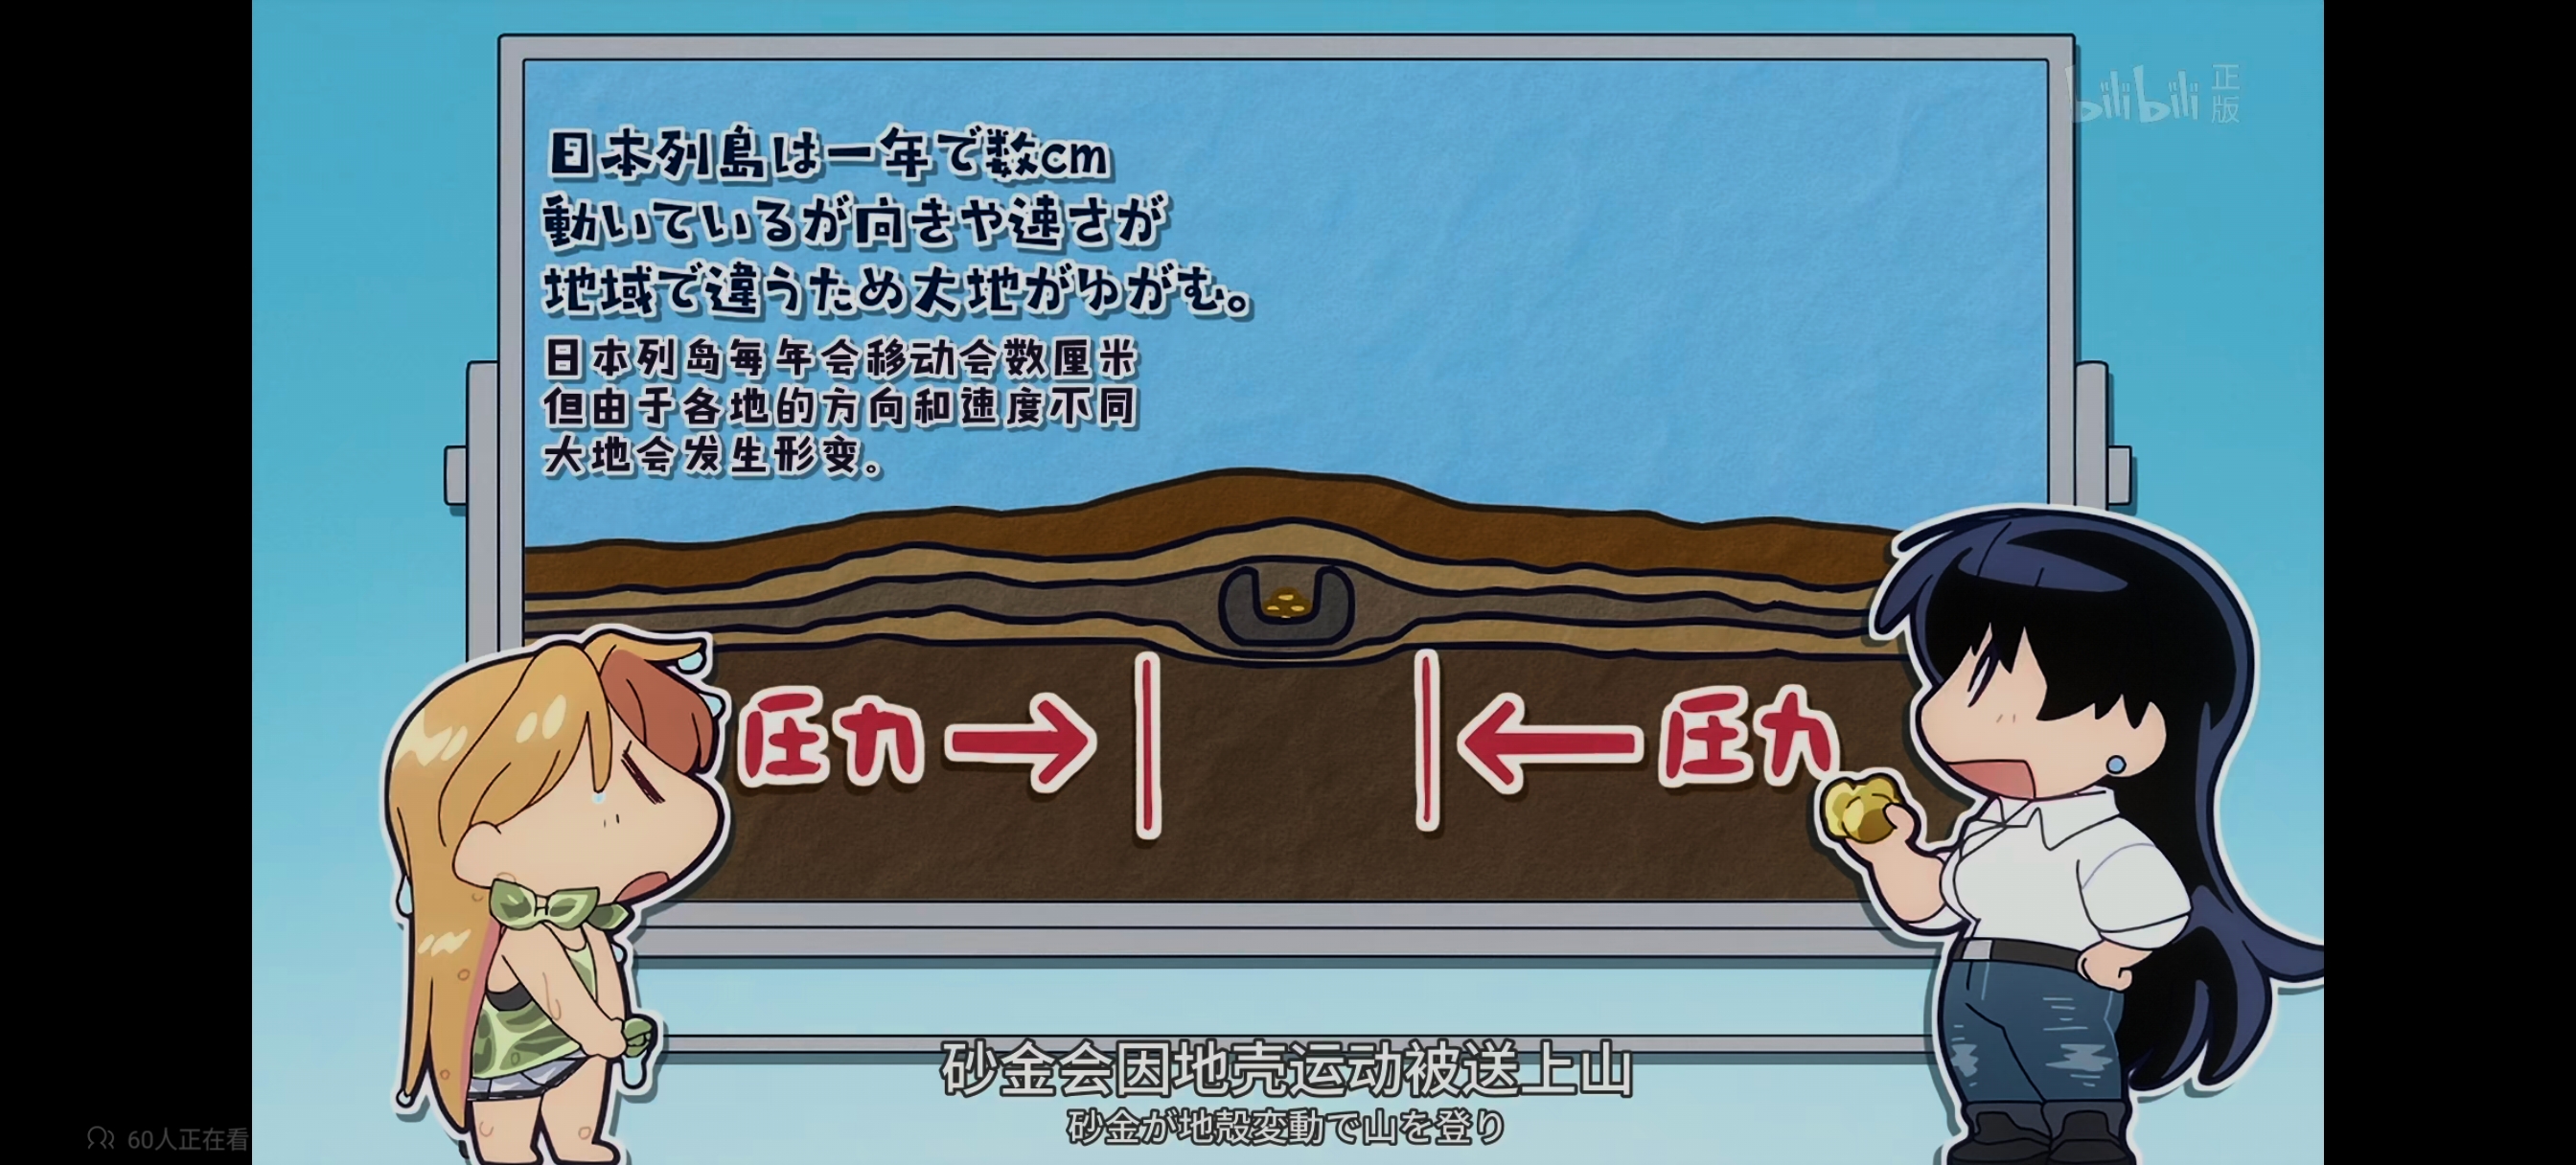 bilibili 正版
日本列島は一年で数cm
動いているが向きや速さが
地域で違うため大地がゆがむ。
日本列岛每年会移动会数厘米
但由于各地的方向和速度不同
大地会发生形变。
圧力
圧力
砂金会因地壳运动被送上山
砂金が地殻変動で山を登り
60人正在看